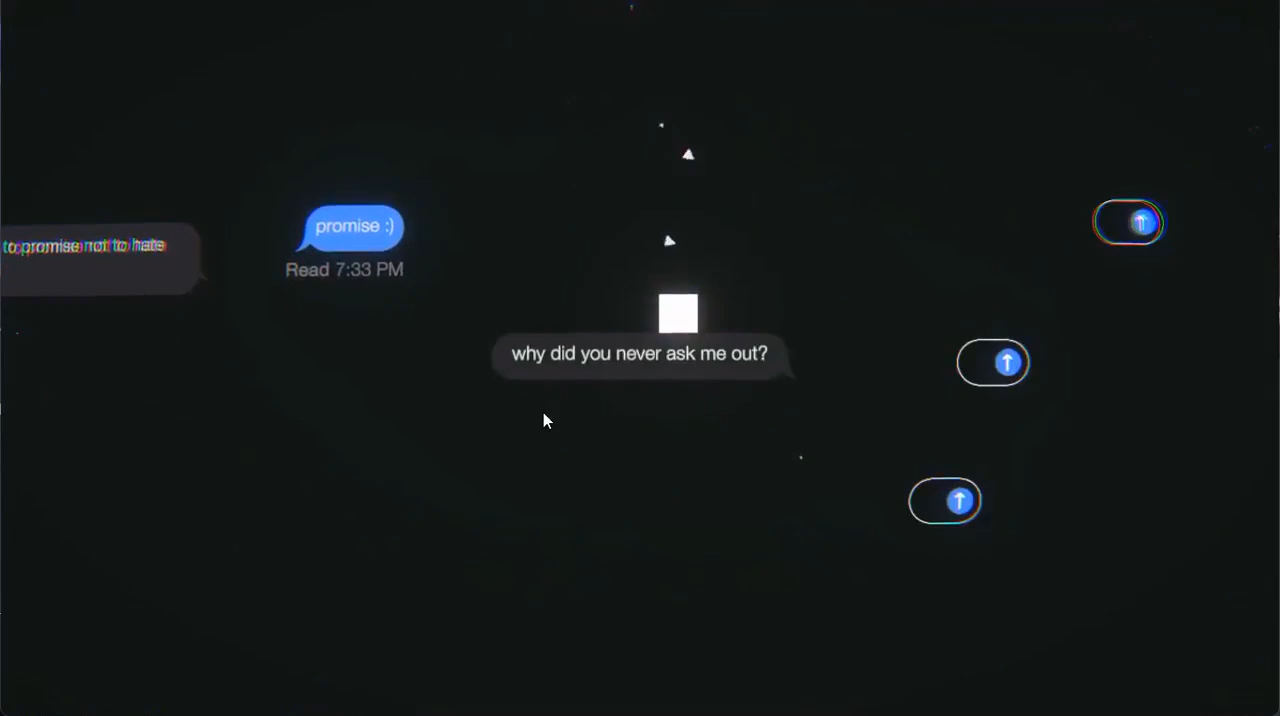 to promise not to hate
promise :)
Read 7:33 PM
why did you never ask me out?